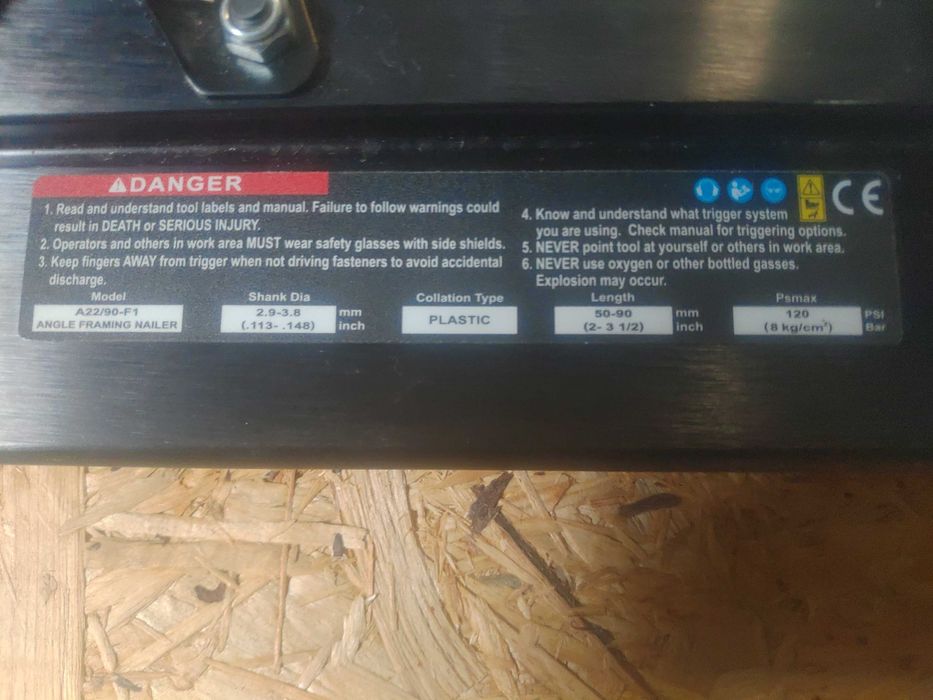 ⚠DANGER
1. Read and understand tool labels and manual. Failure to follow warnings could
result in DEATH or SERIOUS INJURY.
2. Operators and others in work area MUST wear safety glasses with side shields.
3. Keep fingers AWAY from trigger when not driving fasteners to avoid accidental
discharge.
CE
4. Know and understand what trigger system
you are using. Check manual for triggering options.
5. NEVER point tool at yourself or others in work area.
6. NEVER use oxygen or other bottled gasses.
Explosion may occur.
Model
A22/90-F1
ANGLE FRAMING NAILER
Shank Dia
2.9-3.8 mm
(.113- .148) inch
Collation Type
PLASTIC
Length
50-90 mm
(2- 3 1/2) inch
Psmax
120 PSI
(8 kg/cm²) Bar